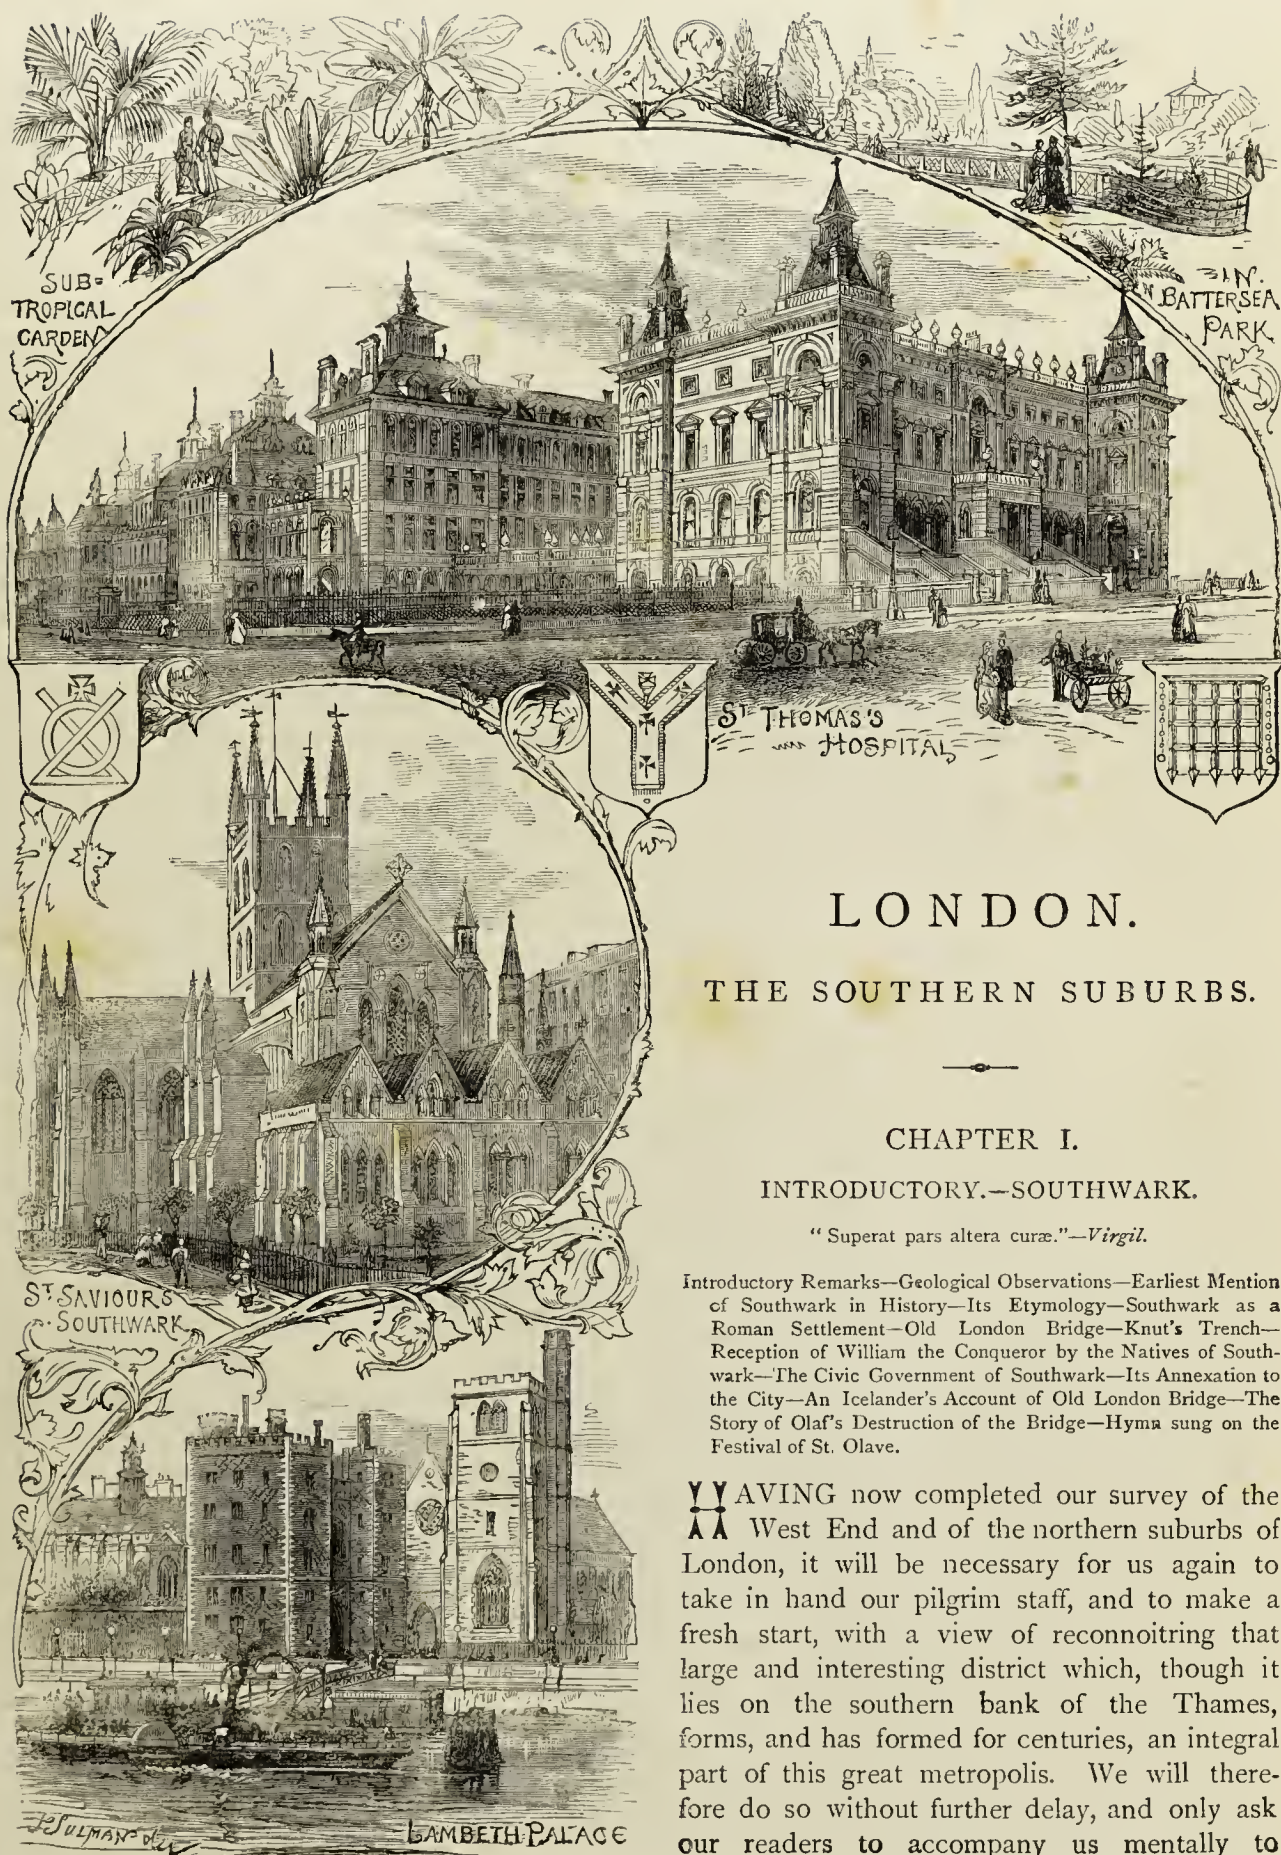 SUB-
TROPICAL
GARDEN
IN
BATTERSEA
PARK
ST THOMAS'S
HOSPITAL
ST SAVIOURS
SOUTHWARK
LAMBETH PALACE
LONDON.
THE SOUTHERN SUBURBS.
CHAPTER I.
INTRODUCTORY.—SOUTHWARK.
“Superat pars altera curæ.”—Virgil.
Introductory Remarks—Geological Observations—Earliest Mention
of Southwark in History—Its Etymology—Southwark as a
Roman Settlement—Old London Bridge—Knut's Trench—
Reception of William the Conqueror by the Natives of South-
wark—The Civic Government of Southwark—Its Annexation to
the City—An Icelander's Account of Old London Bridge—The
Story of Olaf's Destruction of the Bridge—Hymn sung on the
Festival of St. Olave.
HAVING now completed our survey of the
West End and of the northern suburbs of
London, it will be necessary for us again to
take in hand our pilgrim staff, and to make a
fresh start, with a view of reconnoitring that
large and interesting district which, though it
lies on the southern bank of the Thames,
forms, and has formed for centuries, an integral
part of this great metropolis. We will there-
fore do so without further delay, and only ask
our readers to accompany us mentally to